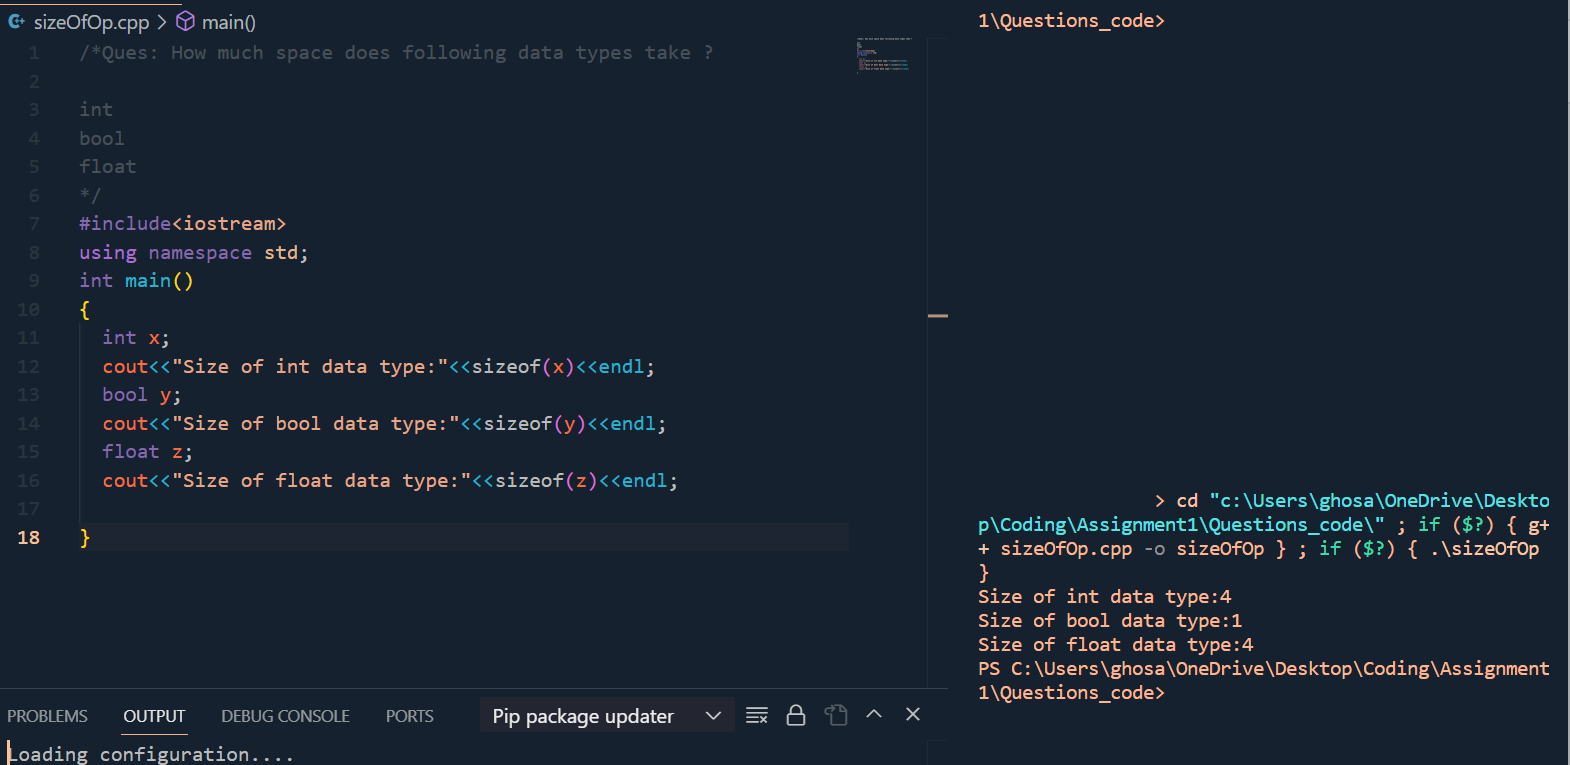 sizeOfOp.cpp > main()
1 /*Ques: How much space does following data types take ?
2
3 int
4 bool
5 float
6 */
7 #include<iostream>
8 using namespace std;
9 int main()
10 {
11 int x;
12 cout<<"Size of int data type:"<<sizeof(x)<<endl;
13 bool y;
14 cout<<"Size of bool data type:"<<sizeof(y)<<endl;
15 float z;
16 cout<<"Size of float data type:"<<sizeof(z)<<endl;
17
18 }
PROBLEMS OUTPUT DEBUG CONSOLE PORTS Pip package updater
Loading configuration....
1\Questions_code>
> cd "c:\Users\ghosa\OneDrive\Deskto
p\Coding\Assignment1\Questions_code\" ; if ($?) { g+
+ sizeOfOp.cpp -o sizeOfOp } ; if ($?) { .\sizeOfOp
}
Size of int data type:4
Size of bool data type:1
Size of float data type:4
PS C:\Users\ghosa\OneDrive\Desktop\Coding\Assignment
1\Questions_code>